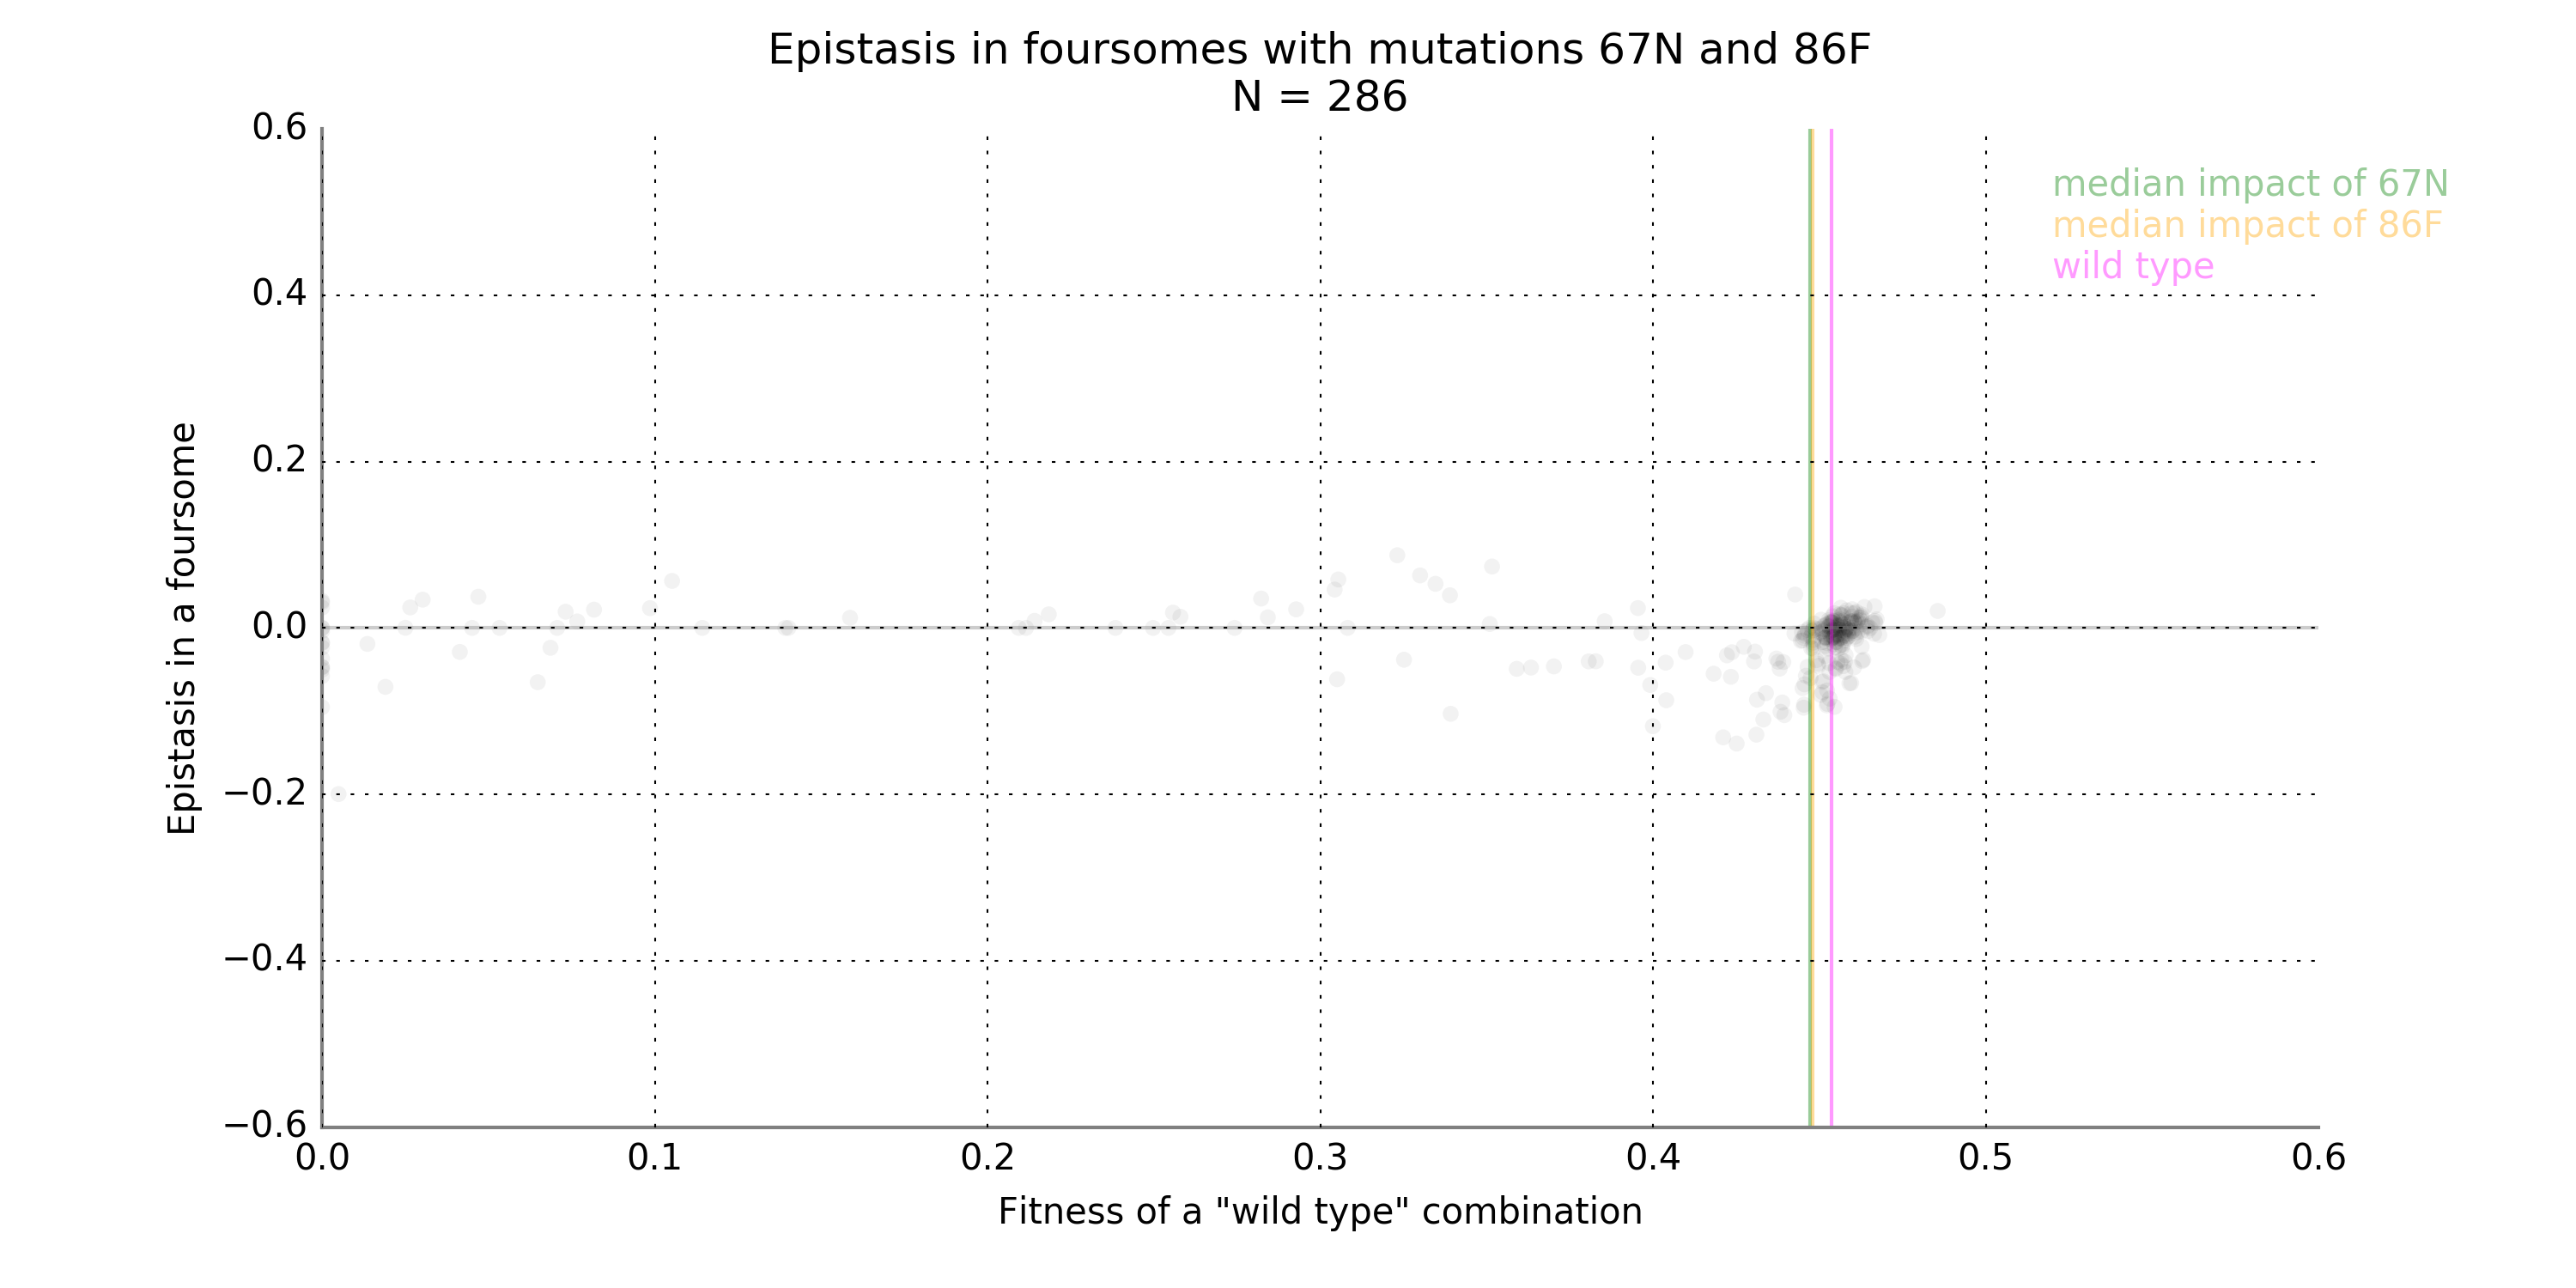 Epistasis in foursomes with mutations 67N and 86F
N = 286
0.6
0.4
0.2
0.0
−0.2
−0.4
−0.6
Epistasis in a foursome
median impact of 67N
median impact of 86F
wild type
0.0 0.1 0.2 0.3 0.4 0.5 0.6
Fitness of a "wild type" combination